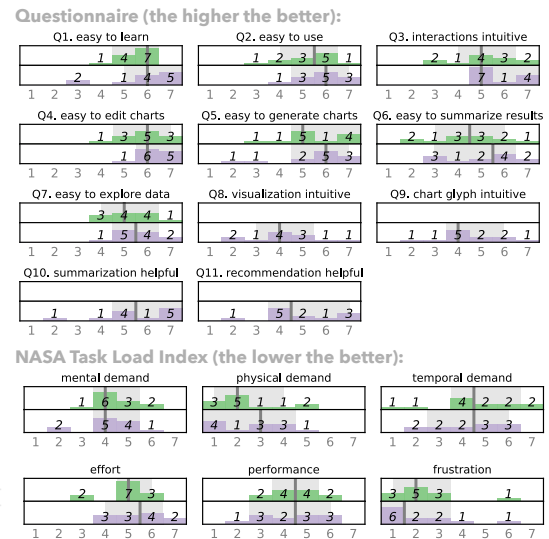 Questionnaire (the higher the better):
Q1. easy to learn Q2. easy to use Q3. interactions intuitive
1 4 7 1 2 3 5 1 2 1 4 3 2
2 1 4 5 1 3 5 3 7 1 4
1 2 3 4 5 6 7 1 2 3 4 5 6 7 1 2 3 4 5 6 7
Q4. easy to edit charts Q5. easy to generate charts Q6. easy to summarize results
1 3 5 3 1 1 5 1 4 2 1 3 3 2 1
1 6 5 1 1 2 5 3 3 1 2 4 2
1 2 3 4 5 6 7 1 2 3 4 5 6 7 1 2 3 4 5 6 7
Q7. easy to explore data Q8. visualization intuitive Q9. chart glyph intuitive
3 4 4 1
1 5 4 2 2 1 4 3 1 1 1 1 5 2 2 1
1 2 3 4 5 6 7 1 2 3 4 5 6 7 1 2 3 4 5 6 7
Q10. summarization helpful Q11. recommendation helpful
1 1 4 1 5 1 5 2 1 3
1 2 3 4 5 6 7 1 2 3 4 5 6 7
NASA Task Load Index (the lower the better):
mental demand physical demand temporal demand
1 6 3 2 3 5 1 1 2 1 1 4 2 2 2
2 5 4 1 4 1 3 3 1 2 2 2 3 3
1 2 3 4 5 6 7 1 2 3 4 5 6 7 1 2 3 4 5 6 7
effort performance frustration
2 7 3 2 4 4 2 3 5 3 1
3 3 4 2 1 3 2 3 3 6 2 2 1 1
1 2 3 4 5 6 7 1 2 3 4 5 6 7 1 2 3 4 5 6 7